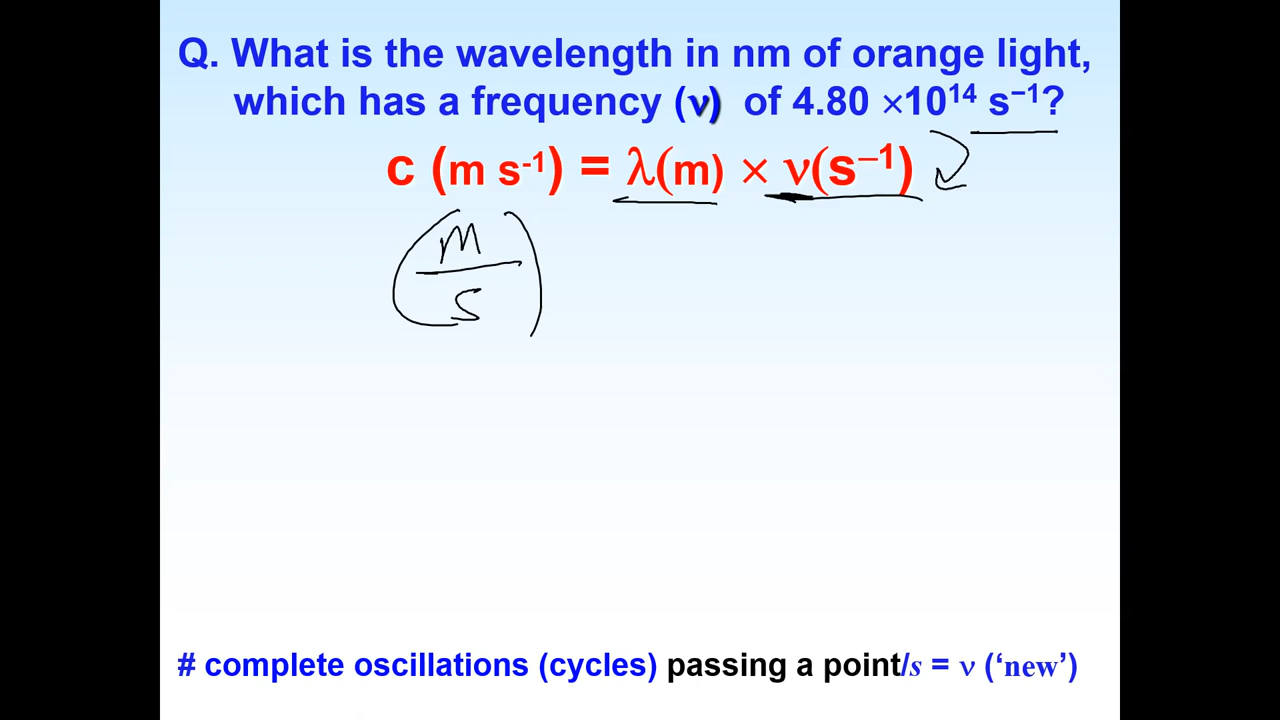 Q. What is the wavelength in nm of orange light,
which has a frequency (ν) of 4.80 ×10¹⁴ s⁻¹?
c (m s⁻¹) = λ(m) × ν(s⁻¹)
(m
s)
# complete oscillations (cycles) passing a point/s = ν (‘new’)